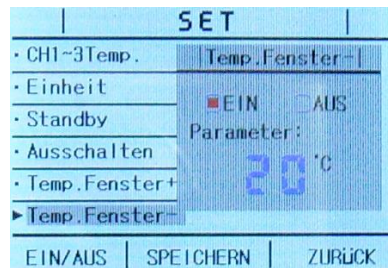 SET
· CH1~3Temp.
· Einheit
· Standby
· Ausschalten
· Temp.Fenster+
▶ Temp.Fenster-
|Temp.Fenster-|
EIN AUS
Parameter:
20 °C
EIN/AUS | SPEICHERN | ZURÜCK